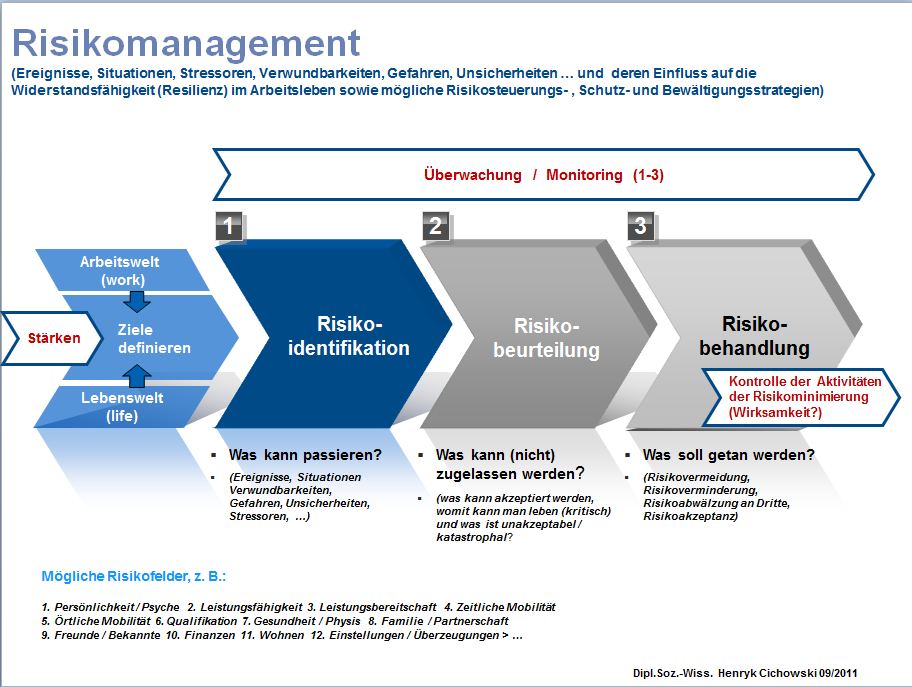 Risikomanagement
(Ereignisse, Situationen, Stressoren, Verwundbarkeiten, Gefahren, Unsicherheiten … und deren Einfluss auf die
Widerstandsfähigkeit (Resilienz) im Arbeitsleben sowie mögliche Risikosteuerungs- , Schutz- und Bewältigungsstrategien)
Überwachung / Monitoring (1-3)
1
2
3
Arbeitswelt
(work)
Stärken
Ziele
definieren
Lebenswelt
(life)
Risiko-
identifikation
Risiko-
beurteilung
Risiko-
behandlung
Kontrolle der Aktivitäten
der Risikominimierung
(Wirksamkeit?)
▪ Was kann passieren?
▪ (Ereignisse, Situationen
Verwundbarkeiten,
Gefahren, Unsicherheiten,
Stressoren, …)
▪ Was kann (nicht)
zugelassen werden?
▪ (was kann akzeptiert werden,
womit kann man leben (kritisch)
und was ist unakzeptabel /
katastrophal?
▪ Was soll getan werden?
▪ (Risikovermeidung,
Risikoverminderung,
Risikoabwälzung an Dritte,
Risikoakzeptanz)
Mögliche Risikofelder, z. B.:
1. Persönlichkeit / Psyche 2. Leistungsfähigkeit 3. Leistungsbereitschaft 4. Zeitliche Mobilität
5. Örtliche Mobilität 6. Qualifikation 7. Gesundheit / Physis 8. Familie / Partnerschaft
9. Freunde / Bekannte 10. Finanzen 11. Wohnen 12. Einstellungen / Überzeugungen > …
Dipl.Soz.-Wiss. Henryk Cichowski 09/2011